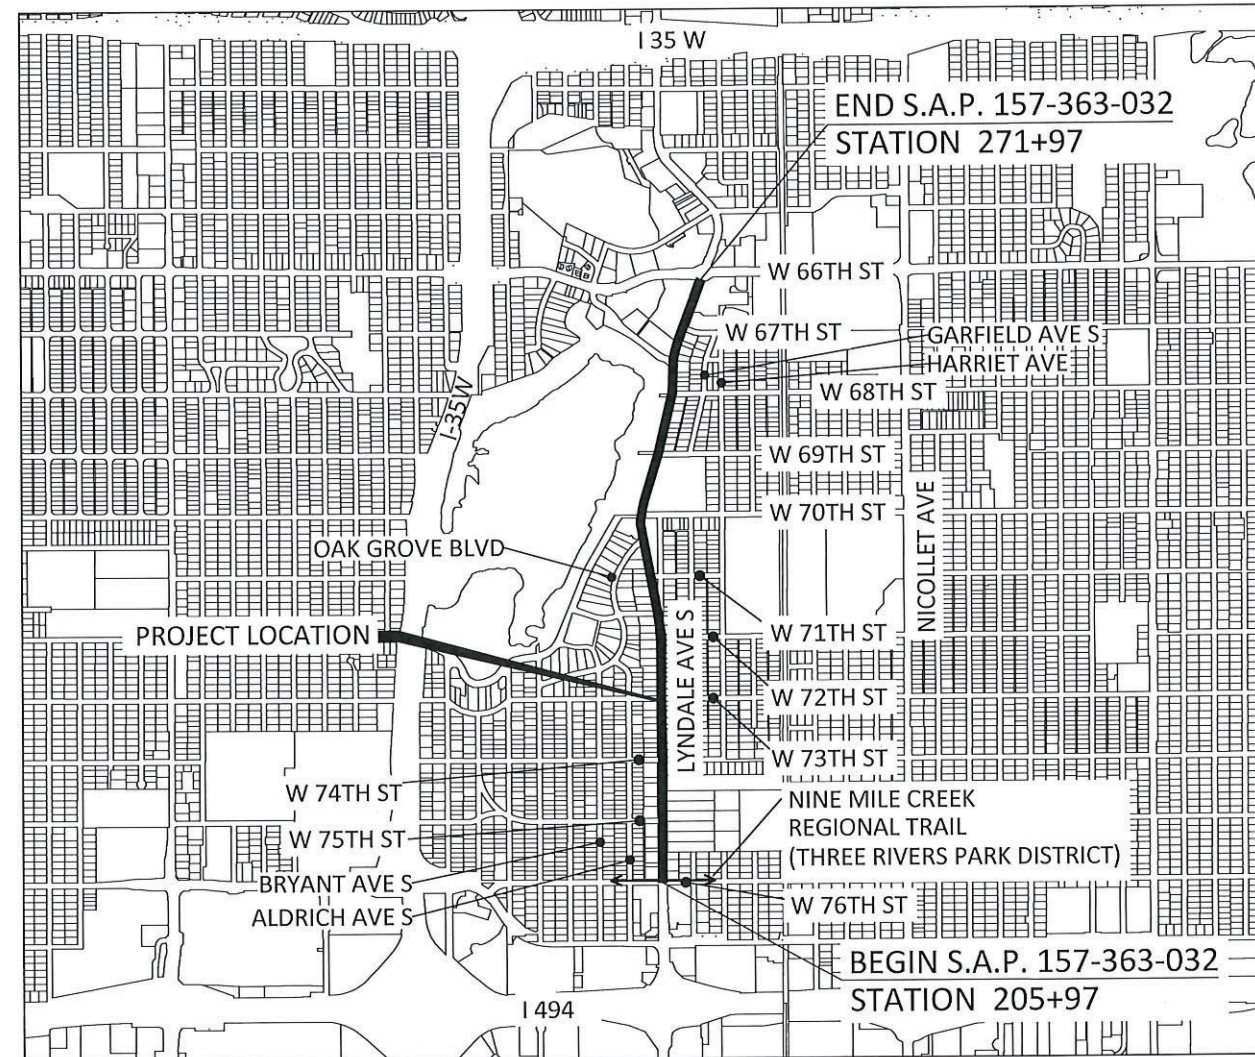 I 35 W
END S.A.P. 157-363-032
STATION 271+97
W 66TH ST
W 67TH ST
GARFIELD AVE S
HARRIET AVE
W 68TH ST
I-35W
W 69TH ST
NICOLLET AVE
W 70TH ST
OAK GROVE BLVD
PROJECT LOCATION
W 71TH ST
LYNDALE AVE S
W 72TH ST
W 73TH ST
W 74TH ST
NINE MILE CREEK
REGIONAL TRAIL
(THREE RIVERS PARK DISTRICT)
W 75TH ST
BRYANT AVE S
ALDRICH AVE S
W 76TH ST
BEGIN S.A.P. 157-363-032
STATION 205+97
I 494